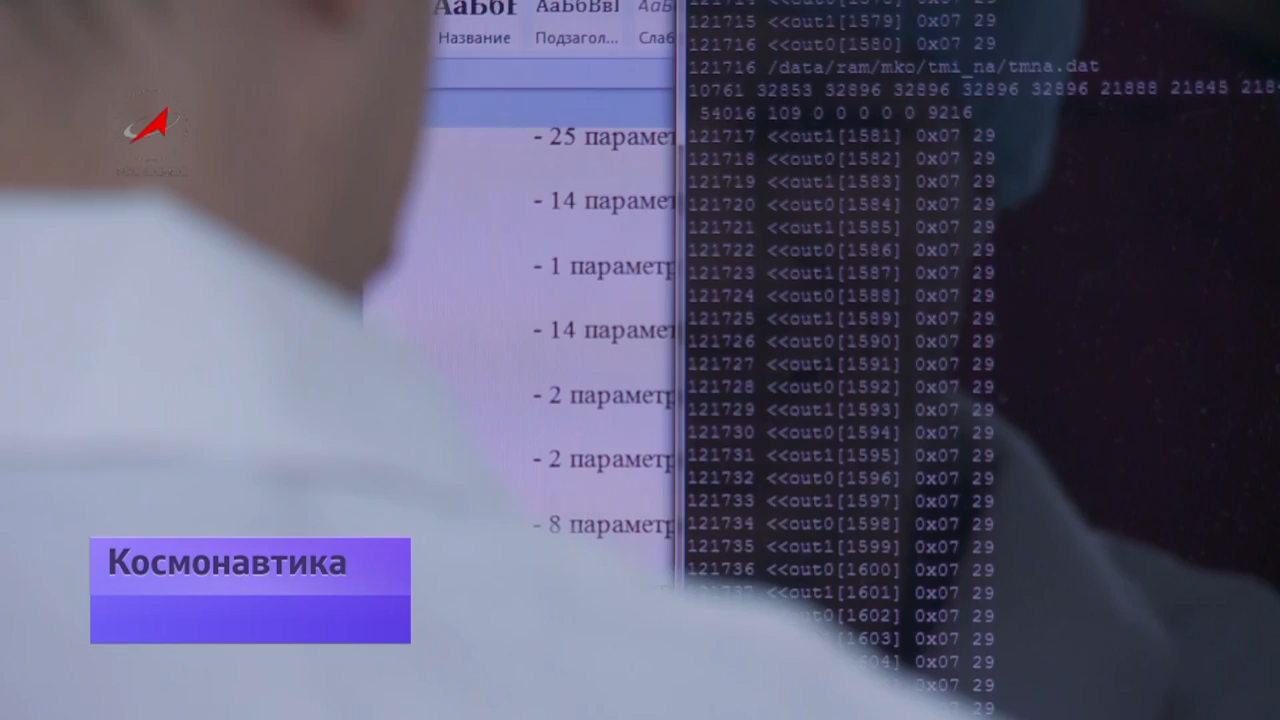 АаБбВвІ
АаБб
Название
Подзагол...
Слаб
- 25 парамет
- 14 парамет
- 1 параметр
- 14 парамет
- 2 параметр
- 2 параметр
- 8 параметр
121715 <<out1[1579] 0x07 29
121716 <<out0[1580] 0x07 29
121716 /data/ram/mko/tmi_na/tmna.dat
10761 32853 32896 32896 32896 32896 21888 21845 218
54016 109 0 0 0 0 0 9216
121717 <<out1[1581] 0x07 29
121718 <<out0[1582] 0x07 29
121719 <<out1[1583] 0x07 29
121720 <<out0[1584] 0x07 29
121721 <<out1[1585] 0x07 29
121722 <<out0[1586] 0x07 29
121723 <<out1[1587] 0x07 29
121724 <<out0[1588] 0x07 29
121725 <<out1[1589] 0x07 29
121726 <<out0[1590] 0x07 29
121727 <<out1[1591] 0x07 29
121728 <<out0[1592] 0x07 29
121729 <<out1[1593] 0x07 29
121730 <<out0[1594] 0x07 29
121731 <<out1[1595] 0x07 29
121732 <<out0[1596] 0x07 29
121733 <<out1[1597] 0x07 29
121734 <<out0[1598] 0x07 29
121735 <<out1[1599] 0x07 29
121736 <<out0[1600] 0x07 29
<<out1[1601] 0x07 29
[1602] 0x07 29
[1603] 0x07 29
0x07 29
0x07 29
29
Космонавтика